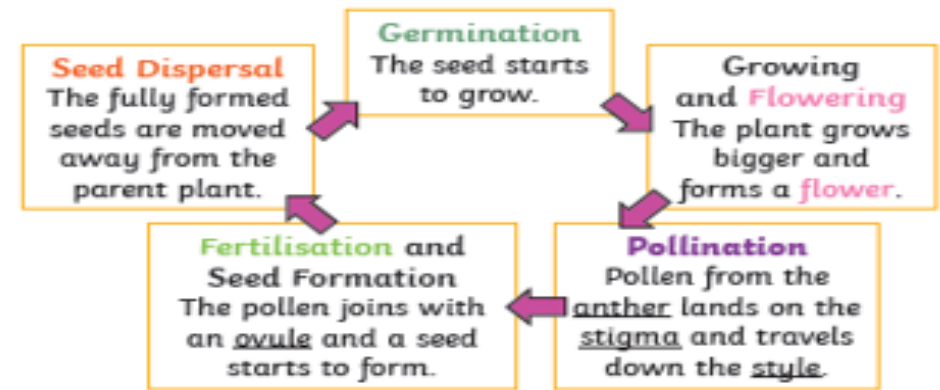 Germination
The seed starts
to grow.
Growing
and Flowering
The plant grows
bigger and
forms a flower.
Pollination
Pollen from the
anther lands on the
stigma and travels
down the style.
Fertilisation and
Seed Formation
The pollen joins with
an ovule and a seed
starts to form.
Seed Dispersal
The fully formed
seeds are moved
away from the
parent plant.